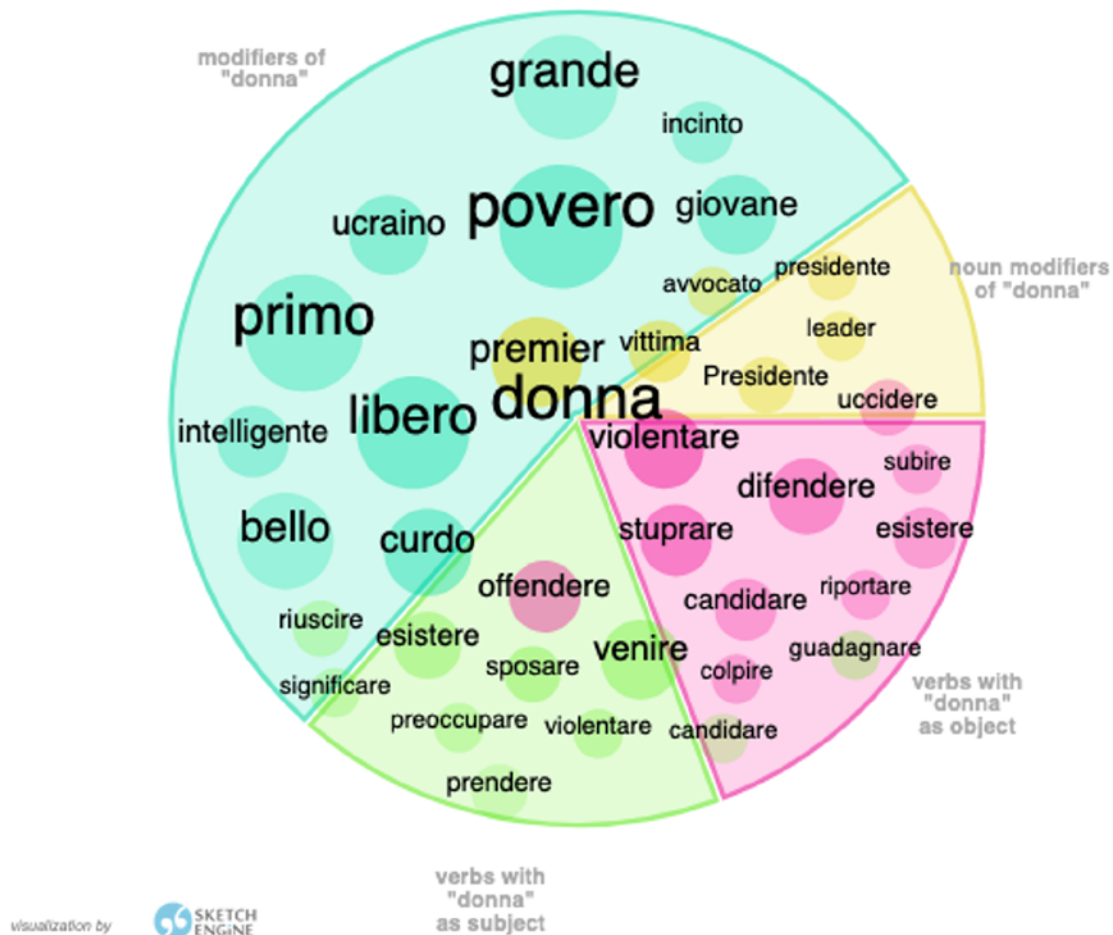 modifiers of
"donna"
grande
incinto
povero
giovane
ucraino
avvocato
presidente
noun modifiers
of "donna"
primo
premier
vittima
leader
Presidente
donna
uccidere
libero
intelligente
violentare
subire
difendere
bello
curdo
stuprare
esistere
offendere
riportare
candidare
riuscire
esistere
venire
guadagnare
sposare
colpire
significare
verbs with
"donna"
as object
preoccupare
violentare
candidare
prendere
verbs with
"donna"
as subject
visualization by
SKETCH
ENGINE